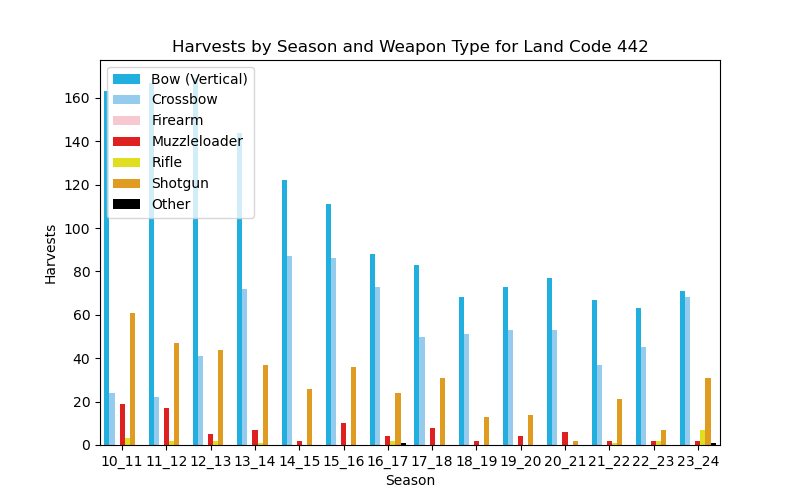 Harvests by Season and Weapon Type for Land Code 442
Bow (Vertical)
Crossbow
Firearm
Muzzleloader
Rifle
Shotgun
Other
Harvests
160
140
120
100
80
60
40
20
0
10_11 11_12 12_13 13_14 14_15 15_16 16_17 17_18 18_19 19_20 20_21 21_22 22_23 23_24
Season